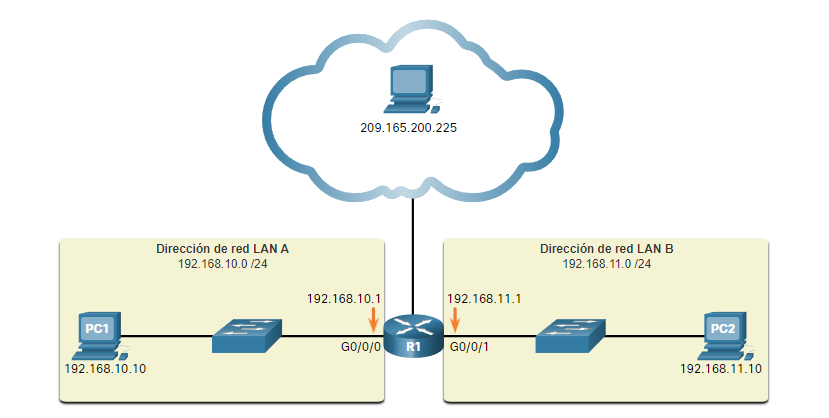 209.165.200.225
Dirección de red LAN A
192.168.10.0 /24
Dirección de red LAN B
192.168.11.0 /24
192.168.10.1
192.168.11.1
PC1
PC2
G0/0/0
R1
G0/0/1
192.168.10.10
192.168.11.10